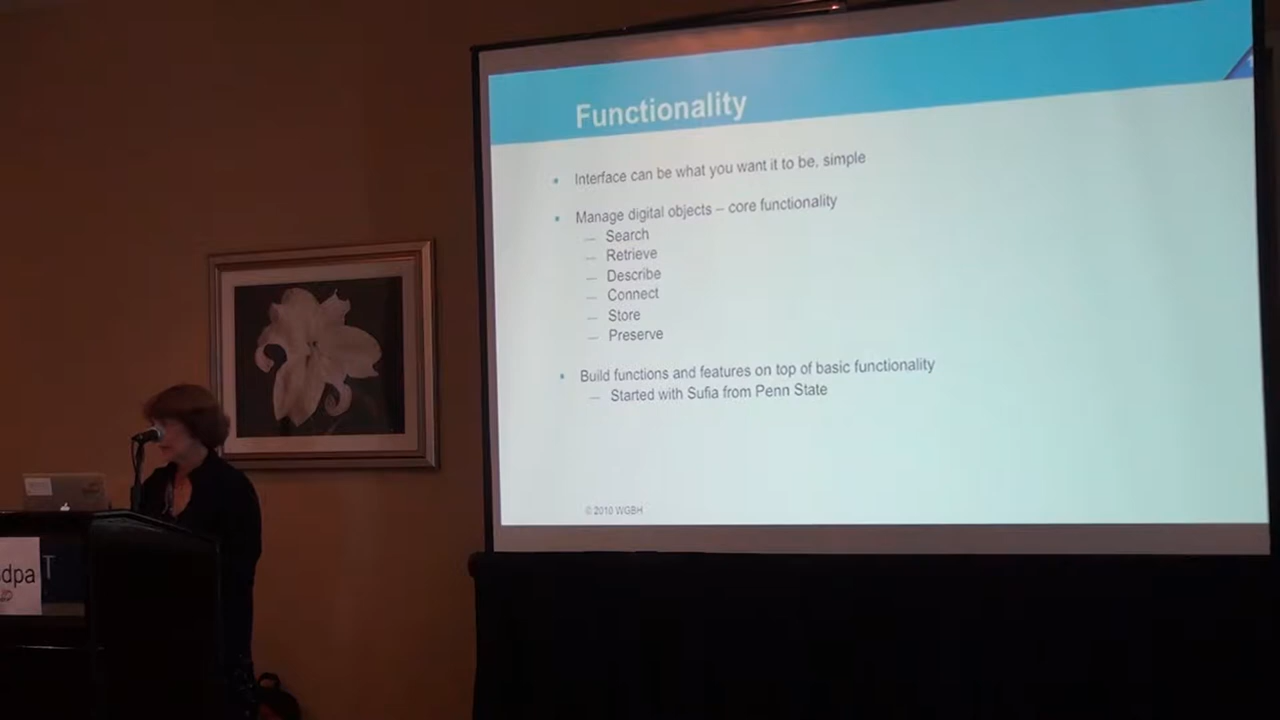 Functionality
Interface can be what you want it to be, simple
Manage digital objects – core functionality
– Search
– Retrieve
– Describe
– Connect
– Store
– Preserve
Build functions and features on top of basic functionality
– Started with Sufia from Penn State
© 2010 WGBH
dpa
T